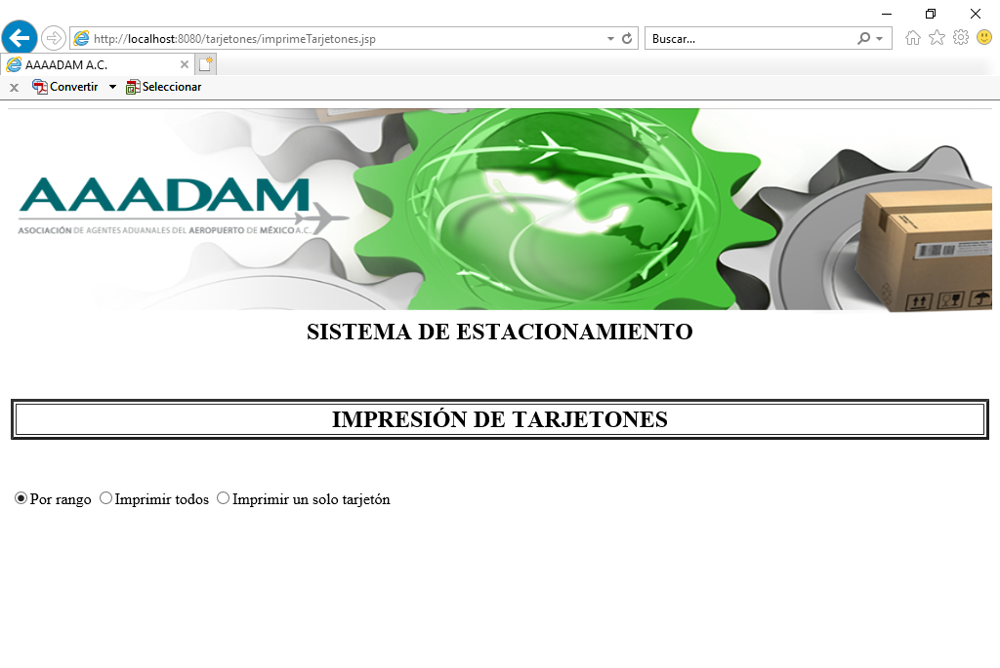 http://localhost:8080/tarjetones/imprimeTarjetones.jsp
Buscar...
AAAADAM A.C.
Convertir
Seleccionar
AAADAM
ASOCIACIÓN DE AGENTES ADUANALES DEL AEROPUERTO DE MÉXICO A.C.
SISTEMA DE ESTACIONAMIENTO
IMPRESIÓN DE TARJETONES
Por rango Imprimir todos Imprimir un solo tarjetón